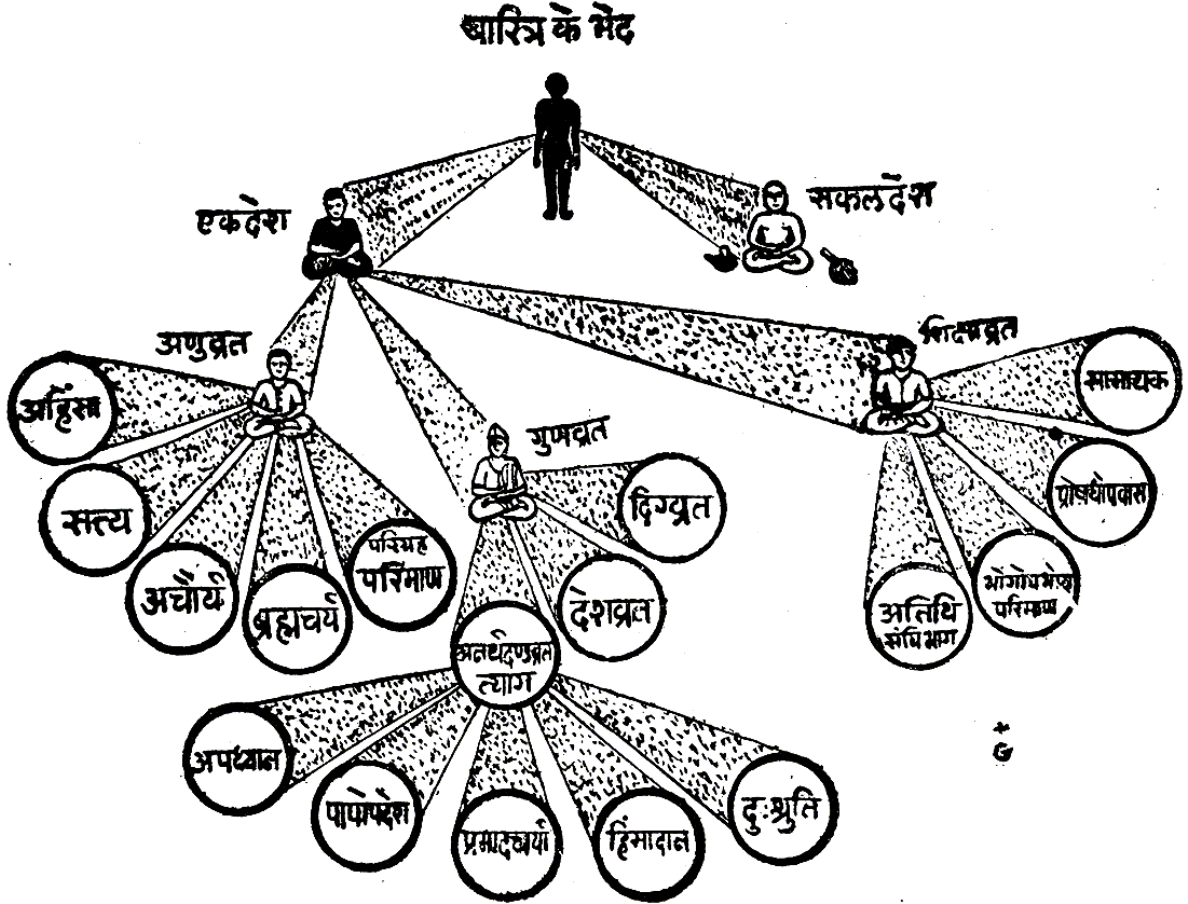 चारित्र के भेद
एकदेश
सकलदेश
अणुव्रत
शिक्षाव्रत
गुणव्रत
अहिंसा
सत्य
अचौर्य
ब्रह्मचर्य
परिग्रह
परिमाण
दिग्व्रत
देशव्रत
अनर्थदण्डव्रत
त्याग
सामायक
प्रोषधोपवास
भोगोपभोग
परिमाण
अतिथि
संविभाग
अपध्यान
पापोपदेश
प्रमादचर्या
हिंसादान
दुःश्रुति